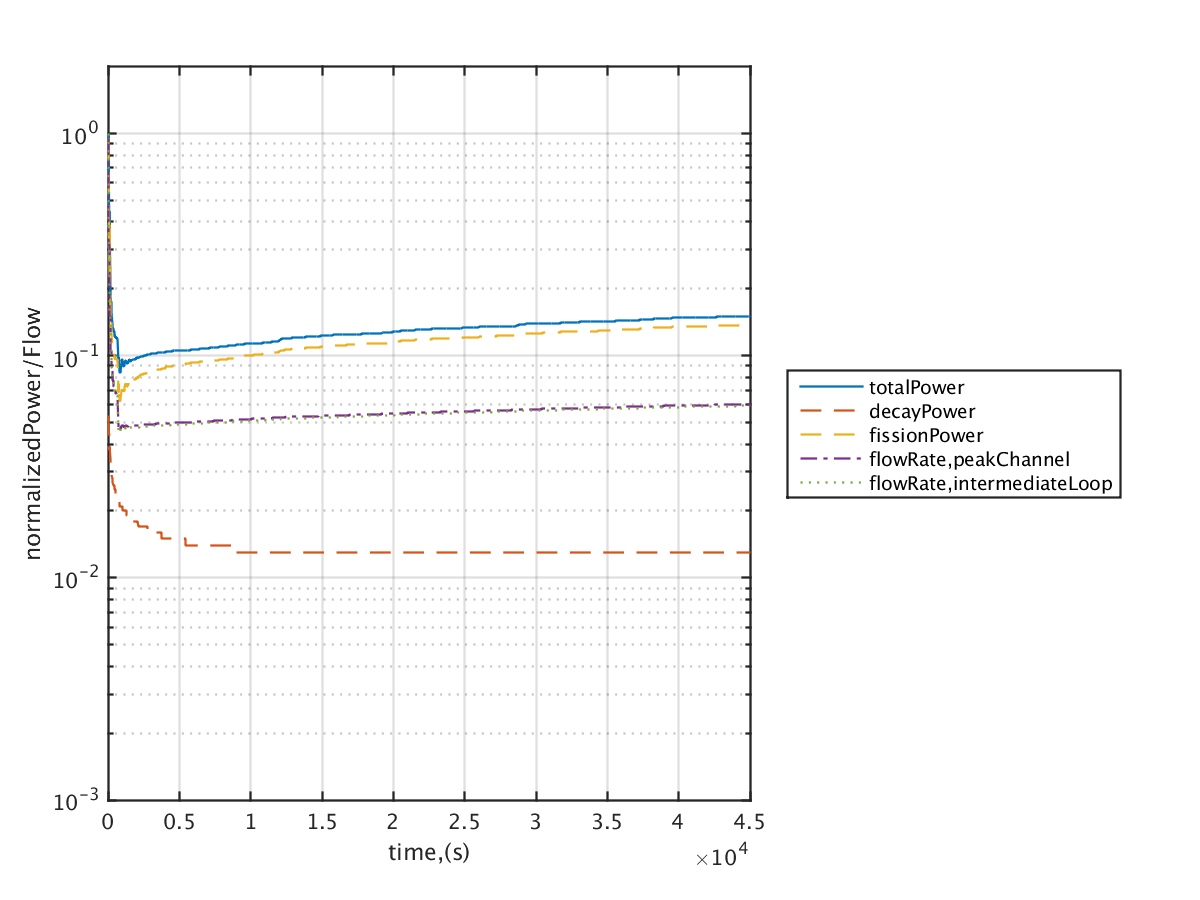 normalizedPower/Flow
10^0
10^-1
10^-2
10^-3
0 0.5 1 1.5 2 2.5 3 3.5 4 4.5
time,(s)
×10^4
totalPower
decayPower
fissionPower
flowRate,peakChannel
flowRate,intermediateLoop